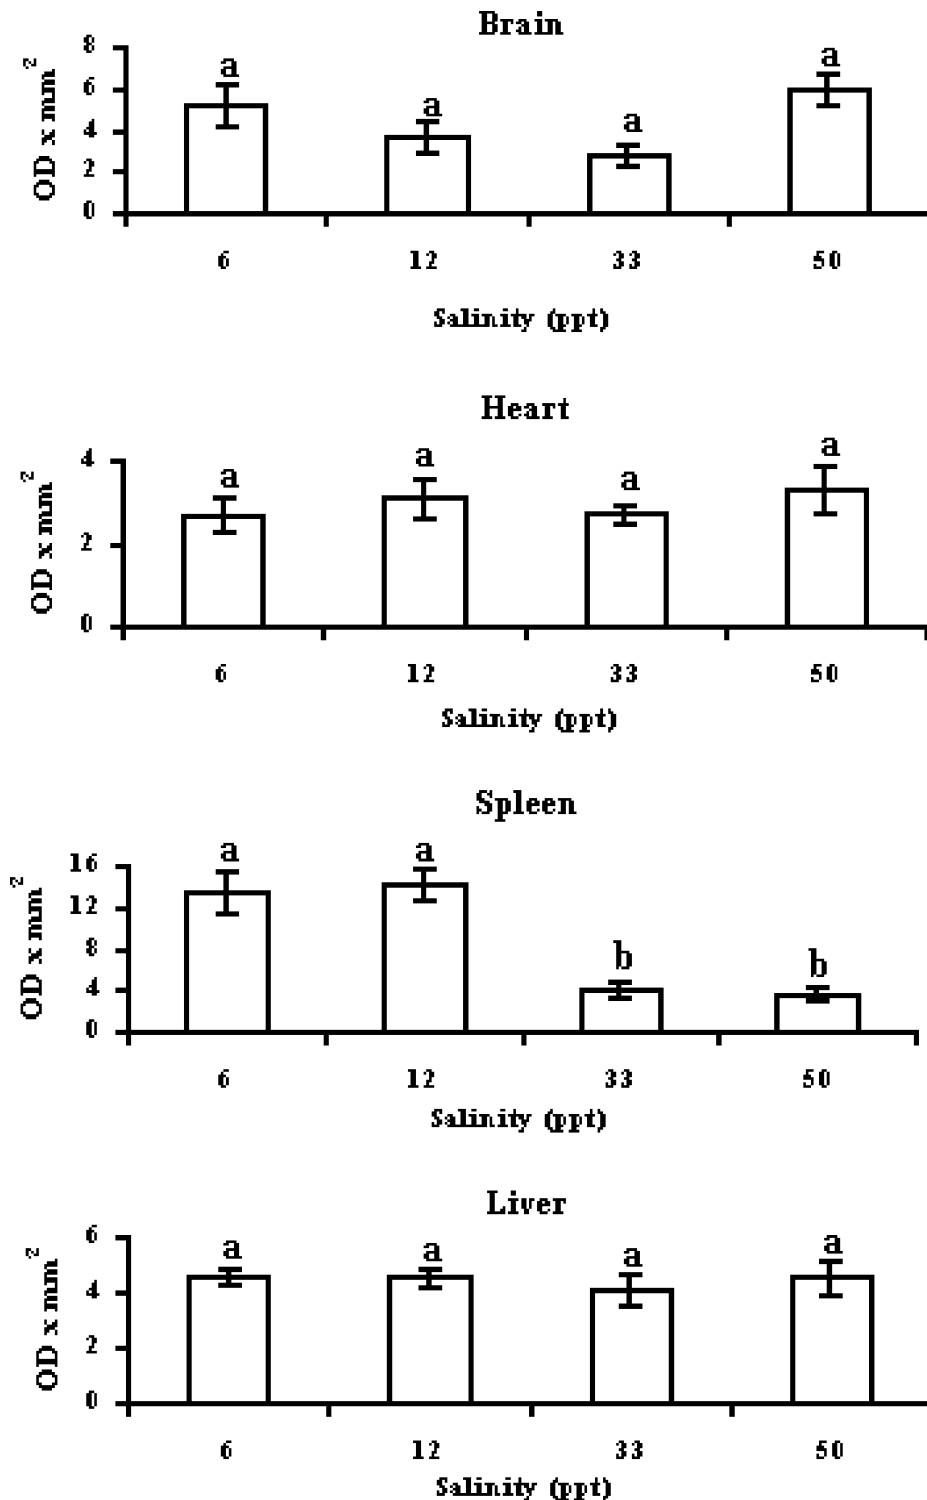 Brain
OD x mm²
8
6
4
2
0
a a a a
6 12 33 50
Salinity (ppt)
Heart
OD x mm²
4
2
0
a a a a
6 12 33 50
Salinity (ppt)
Spleen
OD x mm²
16
12
8
4
0
a a b b
6 12 33 50
Salinity (ppt)
Liver
OD x mm²
6
4
2
0
a a a a
6 12 33 50
Salinity (ppt)